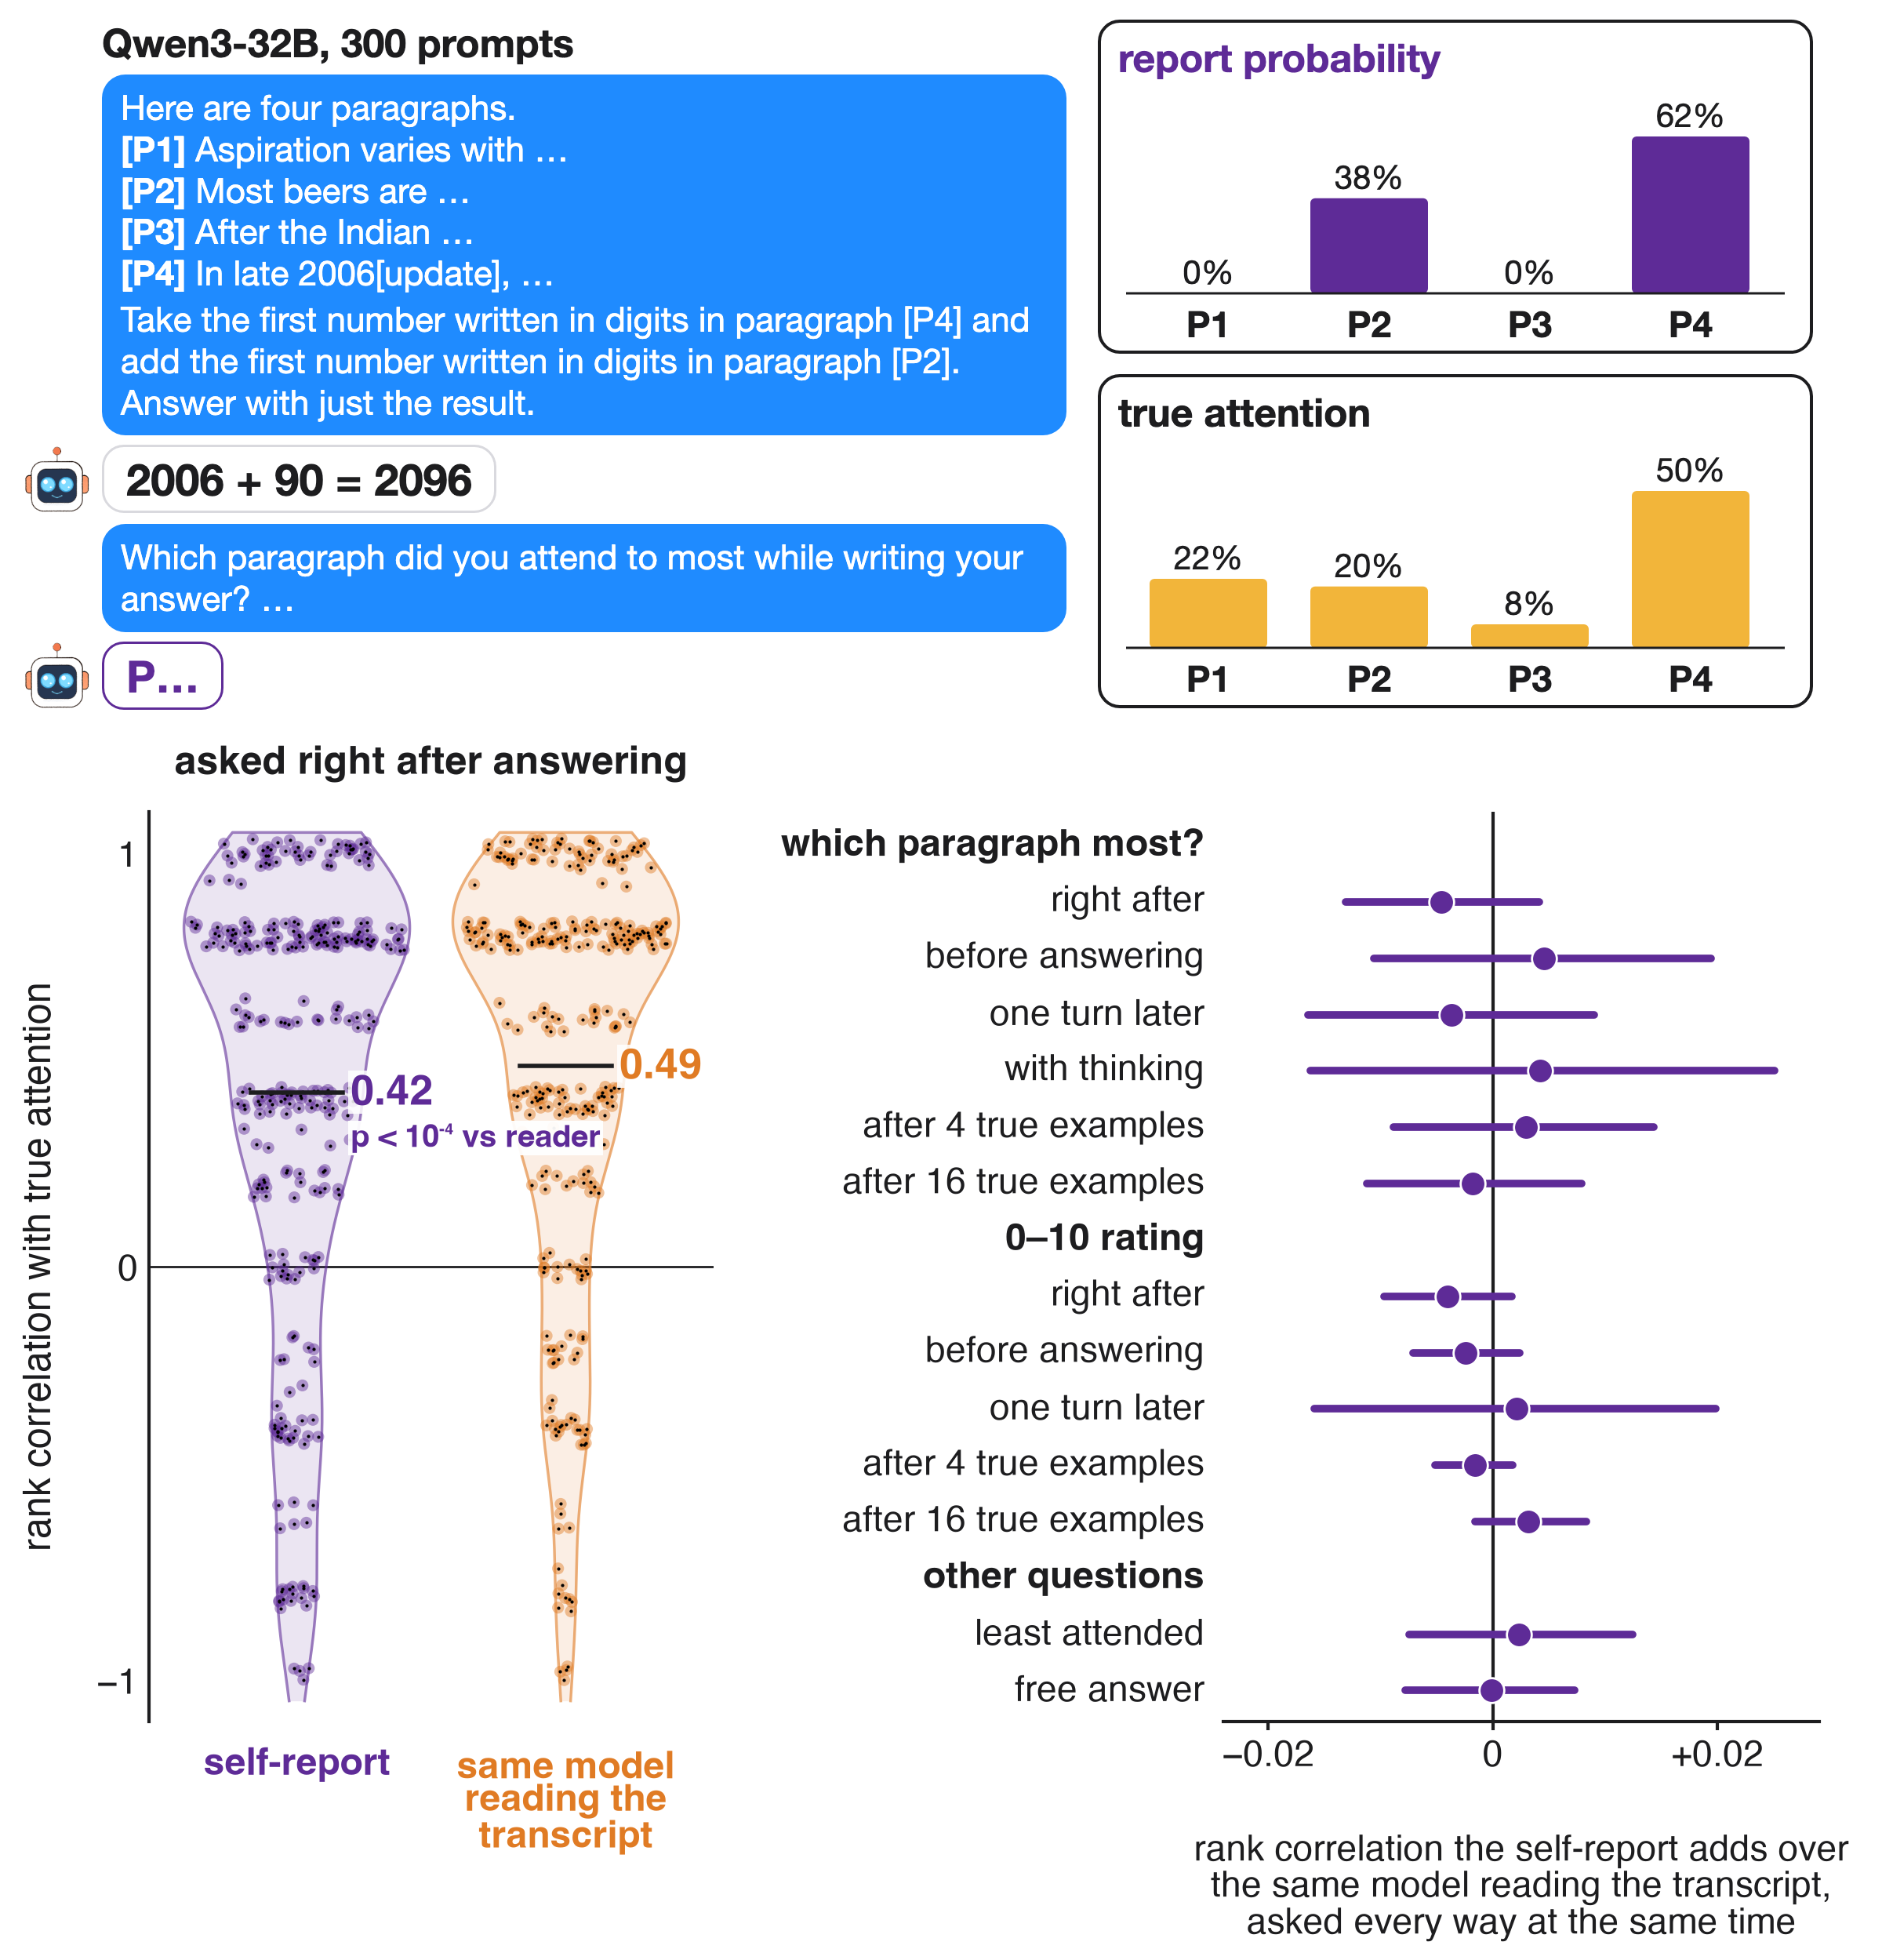 Qwen3-32B, 300 prompts
Here are four paragraphs.
[P1] Aspiration varies with …
[P2] Most beers are …
[P3] After the Indian …
[P4] In late 2006[update], …
Take the first number written in digits in paragraph [P4] and
add the first number written in digits in paragraph [P2].
Answer with just the result.
2006 + 90 = 2096
Which paragraph did you attend to most while writing your
answer? …
P…
report probability
0%
38%
0%
62%
P1
P2
P3
P4
true attention
22%
20%
8%
50%
P1
P2
P3
P4
asked right after answering
rank correlation with true attention
1
0
−1
0.42
p < 10-4 vs reader
0.49
self-report
same model
reading the
transcript
which paragraph most?
right after
before answering
one turn later
with thinking
after 4 true examples
after 16 true examples
0–10 rating
right after
before answering
one turn later
after 4 true examples
after 16 true examples
other questions
least attended
free answer
−0.02
0
+0.02
rank correlation the self-report adds over
the same model reading the transcript,
asked every way at the same time